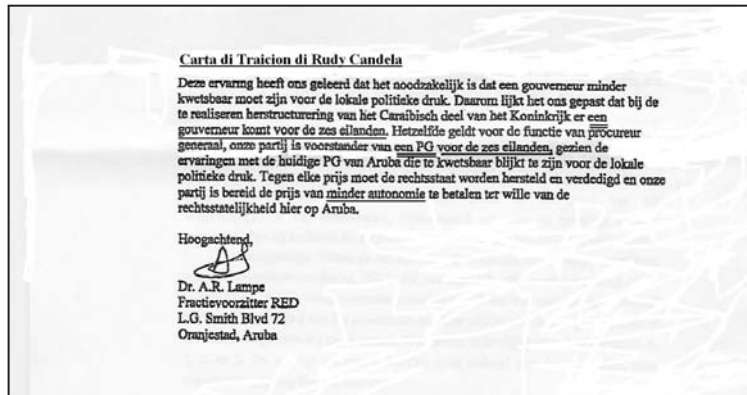 Carta di Traicion di Rudy Candela
Deze ervaring heeft ons geleerd dat het noodzakelijk is dat een gouverneur minder
kwetsbaar moet zijn voor de lokale politieke druk. Daarom lijkt het ons gepast dat bij de
te realiseren herstructurering van het Caraibisch deel van het Koninkrijk er een
gouverneur komt voor de zes eilanden. Hetzelfde geldt voor de functie van procureur
generaal, onze partij is voorstander van een PG voor de zes eilanden, gezien de
ervaringen met de huidige PG van Aruba die te kwetsbaar blijkt te zijn voor de lokale
politieke druk. Tegen elke prijs moet de rechtsstaat worden hersteld en verdedigd en onze
partij is bereid de prijs van minder autonomie te betalen ter wille van de
rechtsstatelijkheid hier op Aruba.
Hoogachtend,
Dr. A.R. Lampe
Fractievoorzitter RED
L.G. Smith Blvd 72
Oranjestad, Aruba